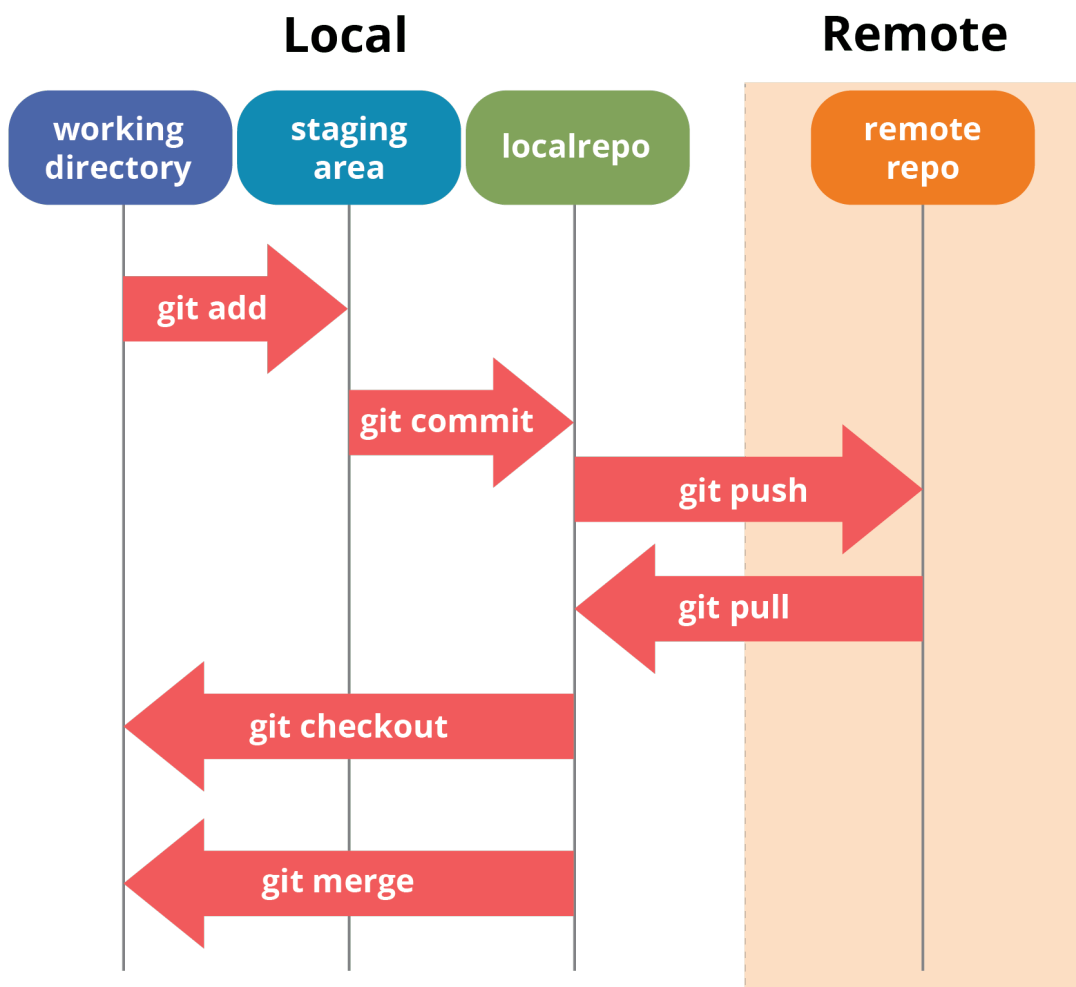 Local
Remote
working
directory
staging
area
localrepo
remote
repo
git add
git commit
git push
git pull
git checkout
git merge